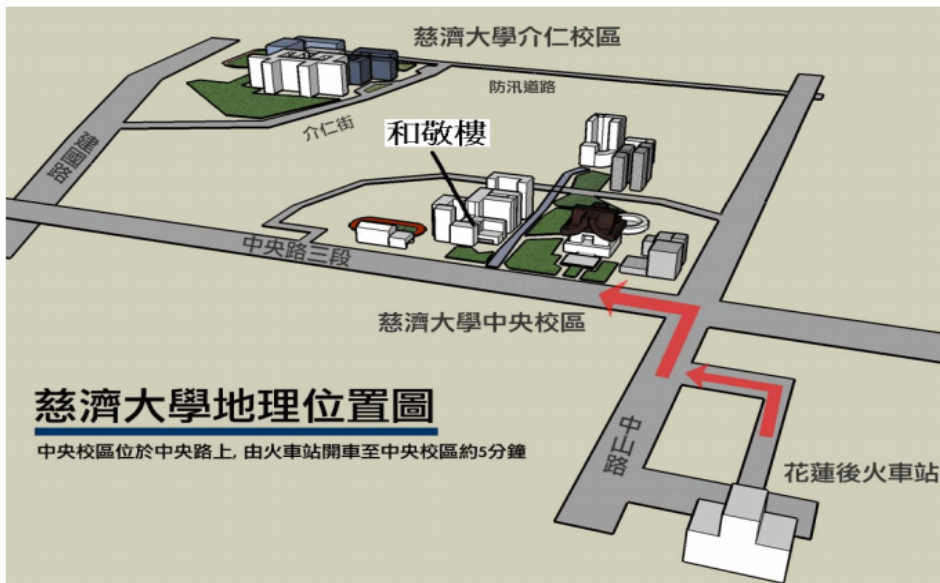 慈濟大學介仁校區
防汛道路
介仁街
和敬樓
建國路
中央路三段
慈濟大學中央校區
慈濟大學地理位置圖
中央校區位於中央路上, 由火車站開車至中央校區約5分鐘
中山路
花蓮後火車站